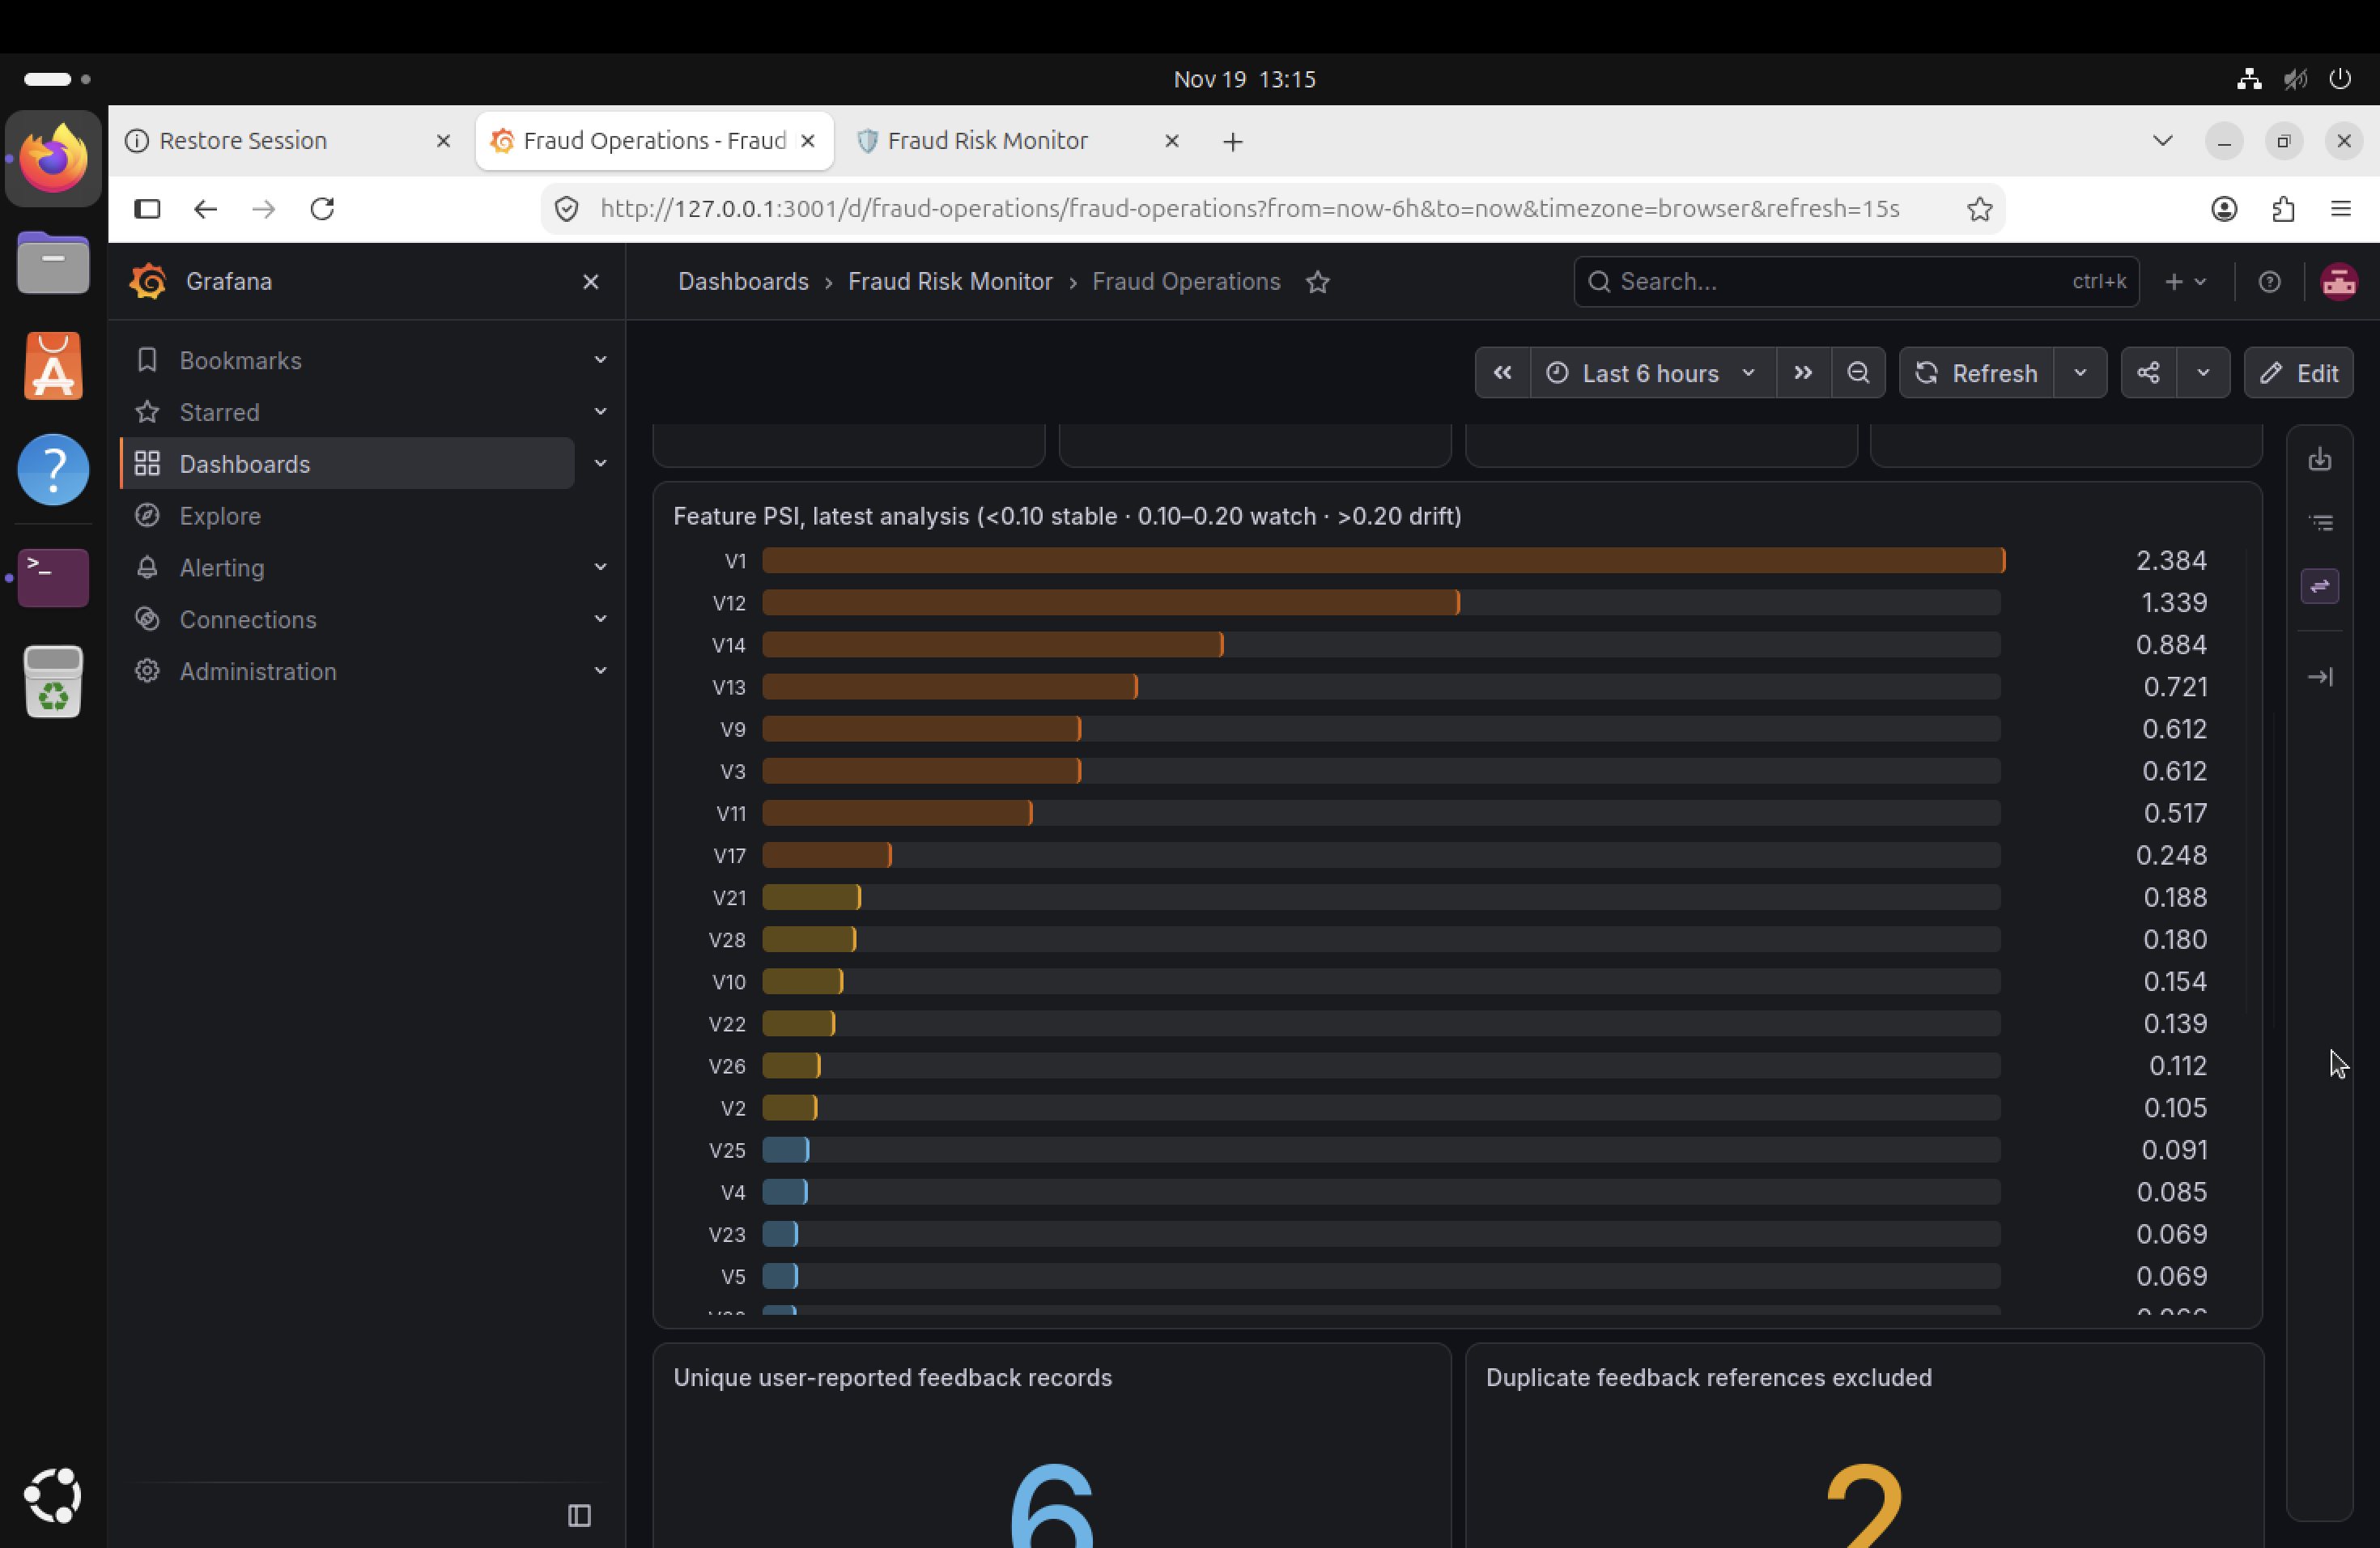 Nov 19 13:15
Restore Session
Fraud Operations - Fraud
Fraud Risk Monitor
http://127.0.0.1:3001/d/fraud-operations/fraud-operations?from=now-6h&to=now&timezone=browser&refresh=15s
Grafana
Dashboards › Fraud Risk Monitor › Fraud Operations
Search...
ctrl+k
Bookmarks
Starred
Dashboards
Explore
Alerting
Connections
Administration
Last 6 hours
Refresh
Edit
Feature PSI, latest analysis (<0.10 stable · 0.10–0.20 watch · >0.20 drift)
V1 2.384
V12 1.339
V14 0.884
V13 0.721
V9 0.612
V3 0.612
V11 0.517
V17 0.248
V21 0.188
V28 0.180
V10 0.154
V22 0.139
V26 0.112
V2 0.105
V25 0.091
V4 0.085
V23 0.069
V5 0.069
Unique user-reported feedback records
6
Duplicate feedback references excluded
2